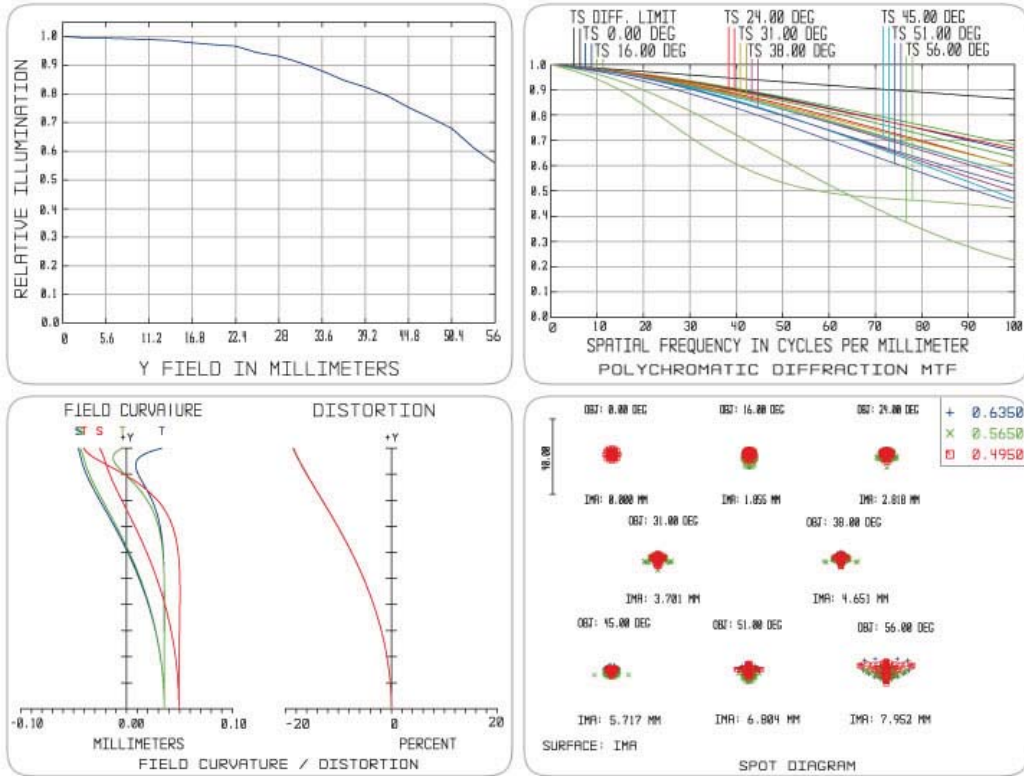 RELATIVE ILLUMINATION
1.0
0.9
0.8
0.7
0.6
0.5
0.4
0.3
0.2
0.1
0.0
0 5.6 11.2 16.8 22.4 28 33.6 39.2 44.8 50.4 56
Y FIELD IN MILLIMETERS
TS DIFF. LIMIT TS 24.00 DEG TS 45.00 DEG
TS 0.00 DEG TS 31.00 DEG TS 51.00 DEG
TS 16.00 DEG TS 38.00 DEG TS 56.00 DEG
1.0
0.9
0.8
0.7
0.6
0.5
0.4
0.3
0.2
0.1
0.0
0 10 20 30 40 50 60 70 80 90 100
SPATIAL FREQUENCY IN CYCLES PER MILLIMETER
POLYCHROMATIC DIFFRACTION MTF
FIELD CURVATURE DISTORTION
ST S T T
+Y +Y
-0.10 0.00 0.10 -20 0 20
MILLIMETERS PERCENT
FIELD CURVATURE / DISTORTION
OBJ: 0.00 DEG OBJ: 16.00 DEG OBJ: 24.00 DEG
+ 0.6350
× 0.5650
0.4950
40.00
IMA: 0.000 MM IMA: 1.855 MM IMA: 2.818 MM
OBJ: 31.00 DEG OBJ: 38.00 DEG
IMA: 3.701 MM IMA: 4.651 MM
OBJ: 45.00 DEG OBJ: 51.00 DEG OBJ: 56.00 DEG
IMA: 5.717 MM IMA: 6.804 MM IMA: 7.952 MM
SURFACE: IMA
SPOT DIAGRAM